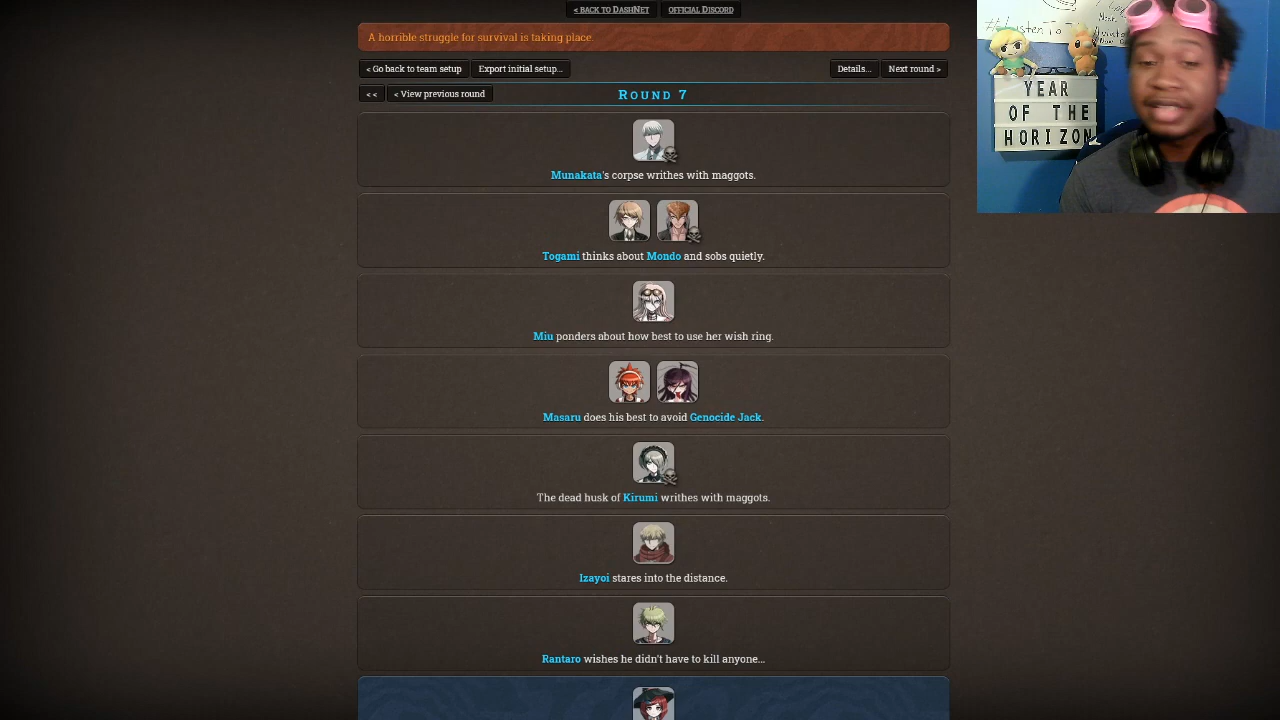 < BACK TO DASHNET
OFFICIAL DISCORD
A horrible struggle for survival is taking place.
< Go back to team setup
Export initial setup...
Details...
Next round >
< <
< View previous round
ROUND 7
Munakata's corpse writhes with maggots.
Togami thinks about Mondo and sobs quietly.
Miu ponders about how best to use her wish ring.
Masaru does his best to avoid Genocide Jack.
The dead husk of Kirumi writhes with maggots.
Izayoi stares into the distance.
Rantaro wishes he didn't have to kill anyone...
YEAR
OF THE
HORIZON